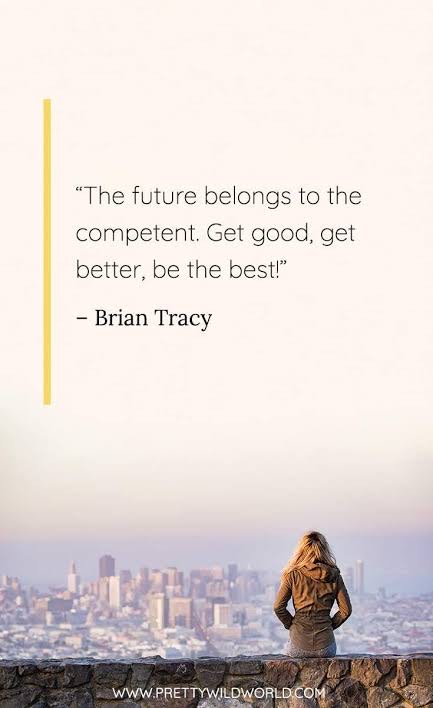 “The future belongs to the
competent. Get good, get
better, be the best!”
– Brian Tracy
WWW.PRETTYWILDWORLD.COM